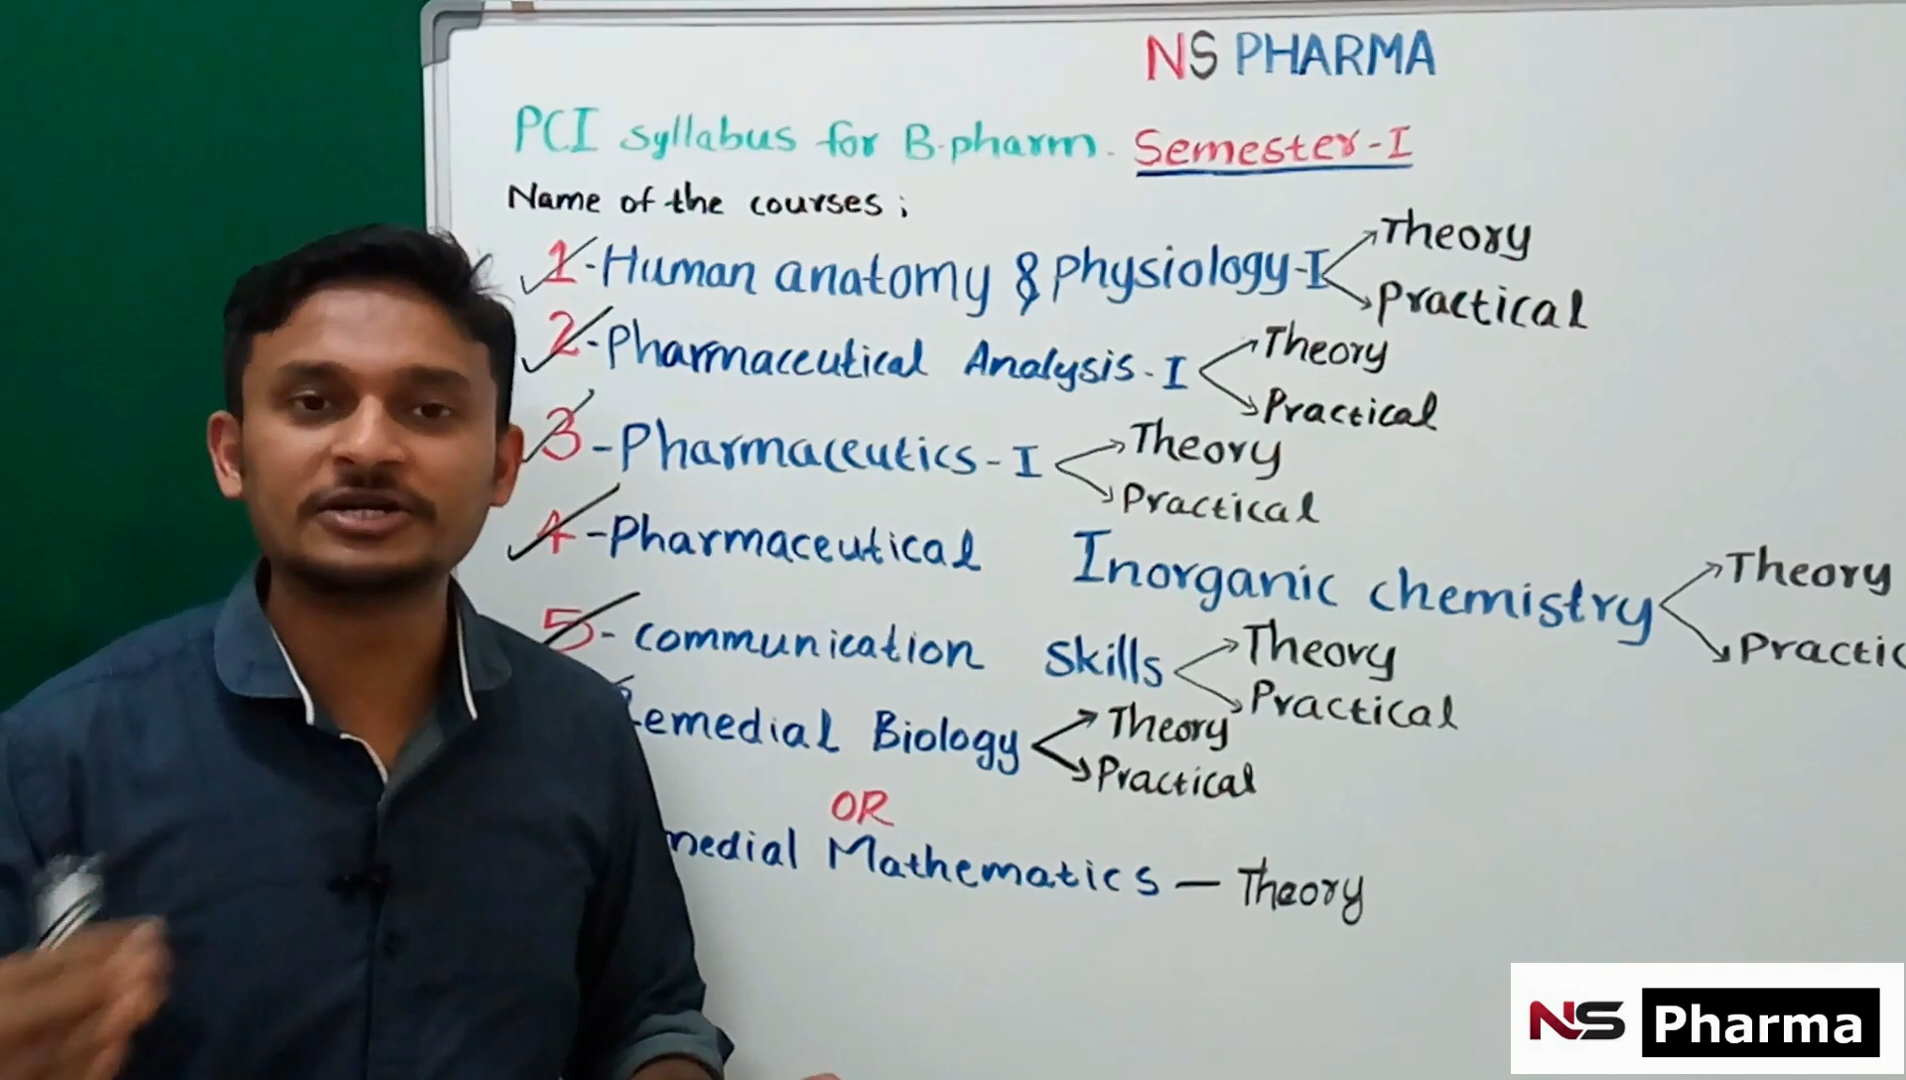 NS PHARMA
PCI syllabus for B.pharm. Semester-I
Name of the courses;
1-Human anatomy & physiology-I
Theory
Practical
2-Pharmaceutical Analysis-I
Theory
Practical
3-Pharmaceutics-I
Theory
Practical
4-Pharmaceutical Inorganic chemistry
Theory
Practic
5-communication skills
Theory
Practical
emedial Biology
Theory
Practical
OR
medial Mathematics - Theory
NS Pharma